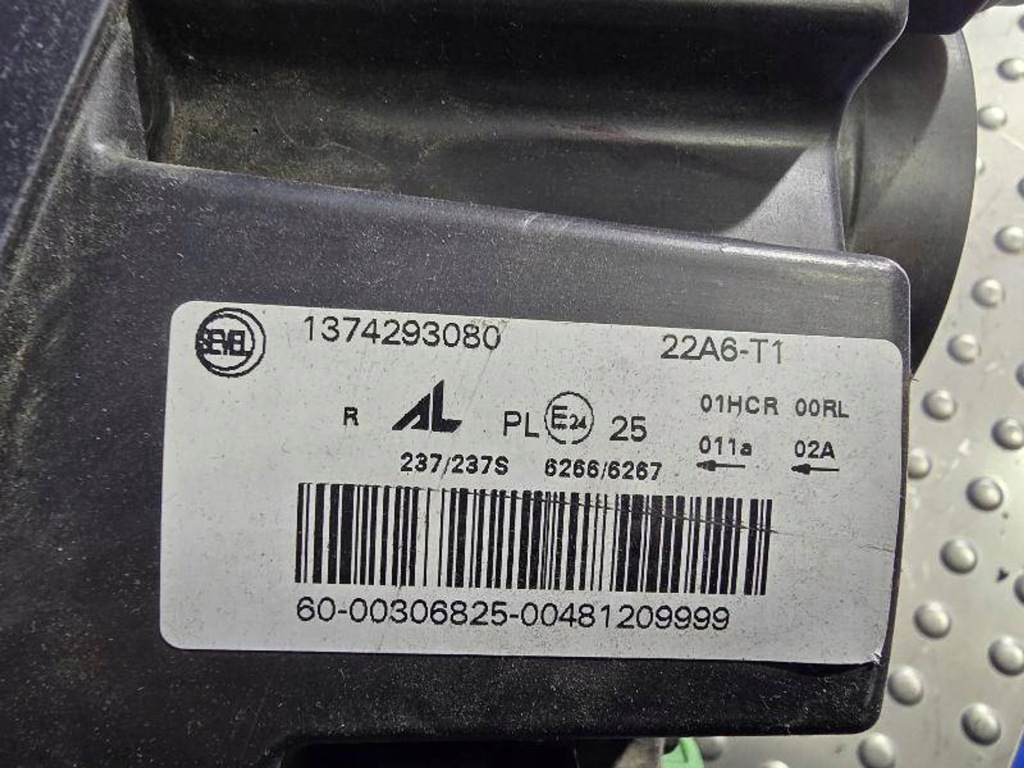 SEVEL 1374293080 22A6-T1
R AL PL E24 25 01HCR 00RL
011a 02A
237/237S 6266/6267
60-00306825-00481209999